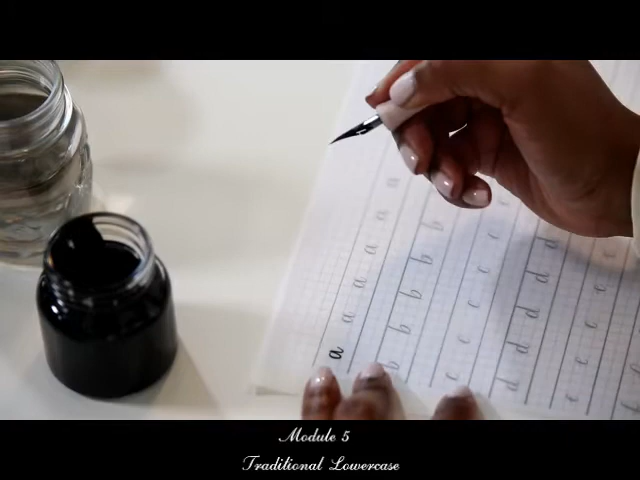 a a a a a a
b b b b b
c c c c c c
d d d d d
e e e e e
Module 5
Traditional Lowercase